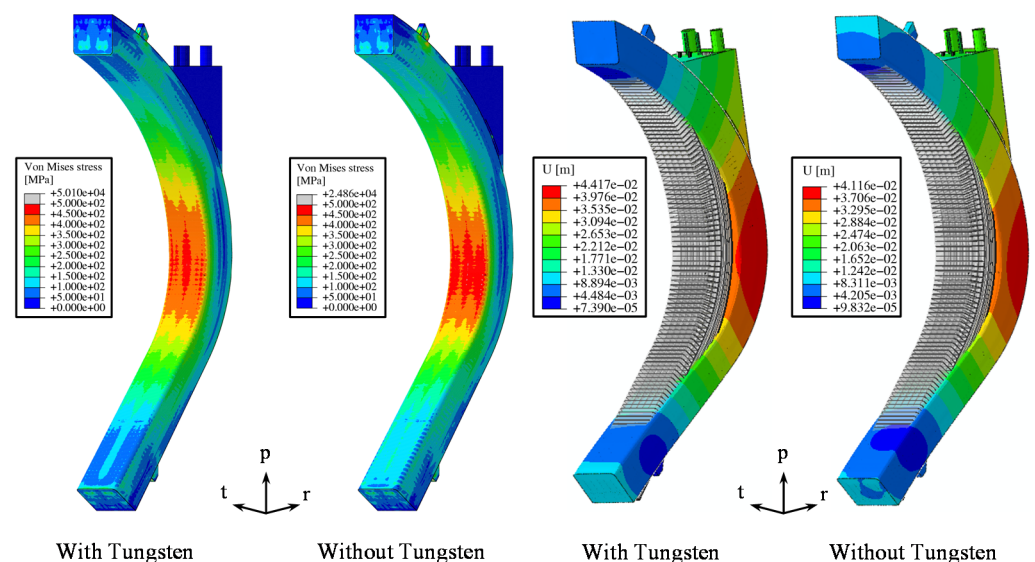 Von Mises stress
[MPa]
+5.010e+04
+5.000e+02
+4.500e+02
+4.000e+02
+3.500e+02
+3.000e+02
+2.500e+02
+2.000e+02
+1.500e+02
+1.000e+02
+5.000e+01
+0.000e+00
Von Mises stress
[MPa]
+2.486e+04
+5.000e+02
+4.500e+02
+4.000e+02
+3.500e+02
+3.000e+02
+2.500e+02
+2.000e+02
+1.500e+02
+1.000e+02
+5.000e+01
+0.000e+00
U [m]
+4.417e-02
+3.976e-02
+3.535e-02
+3.094e-02
+2.653e-02
+2.212e-02
+1.771e-02
+1.330e-02
+8.894e-03
+4.484e-03
+7.390e-05
U [m]
+4.116e-02
+3.706e-02
+3.295e-02
+2.884e-02
+2.474e-02
+2.063e-02
+1.652e-02
+1.242e-02
+8.311e-03
+4.205e-03
+9.832e-05
p
t r
p
t r
With Tungsten
Without Tungsten
With Tungsten
Without Tungsten